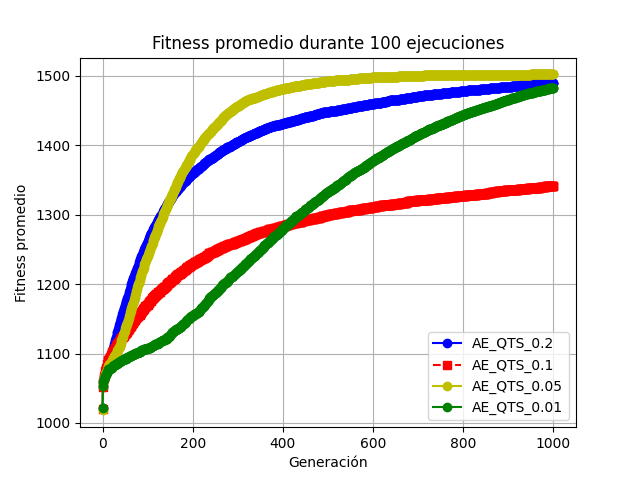 Fitness promedio durante 100 ejecuciones
Fitness promedio
1500
1400
1300
1200
1100
1000
0
200
400
600
800
1000
Generación
AE_QTS_0.2
AE_QTS_0.1
AE_QTS_0.05
AE_QTS_0.01